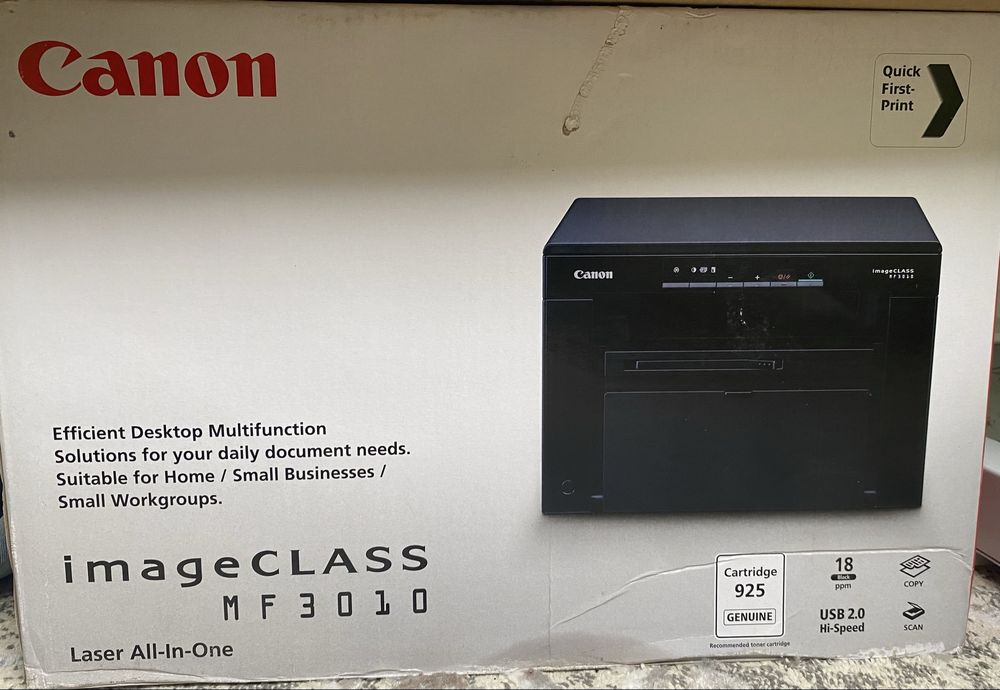 Canon
Quick
First-
Print
Canon
imageCLASS
MF3010
Efficient Desktop Multifunction
Solutions for your daily document needs.
Suitable for Home / Small Businesses /
Small Workgroups.
imageCLASS
MF3010
Laser All-In-One
Cartridge
925
GENUINE
Recommended toner cartridge
18
Black
ppm
USB 2.0
Hi-Speed
COPY
SCAN